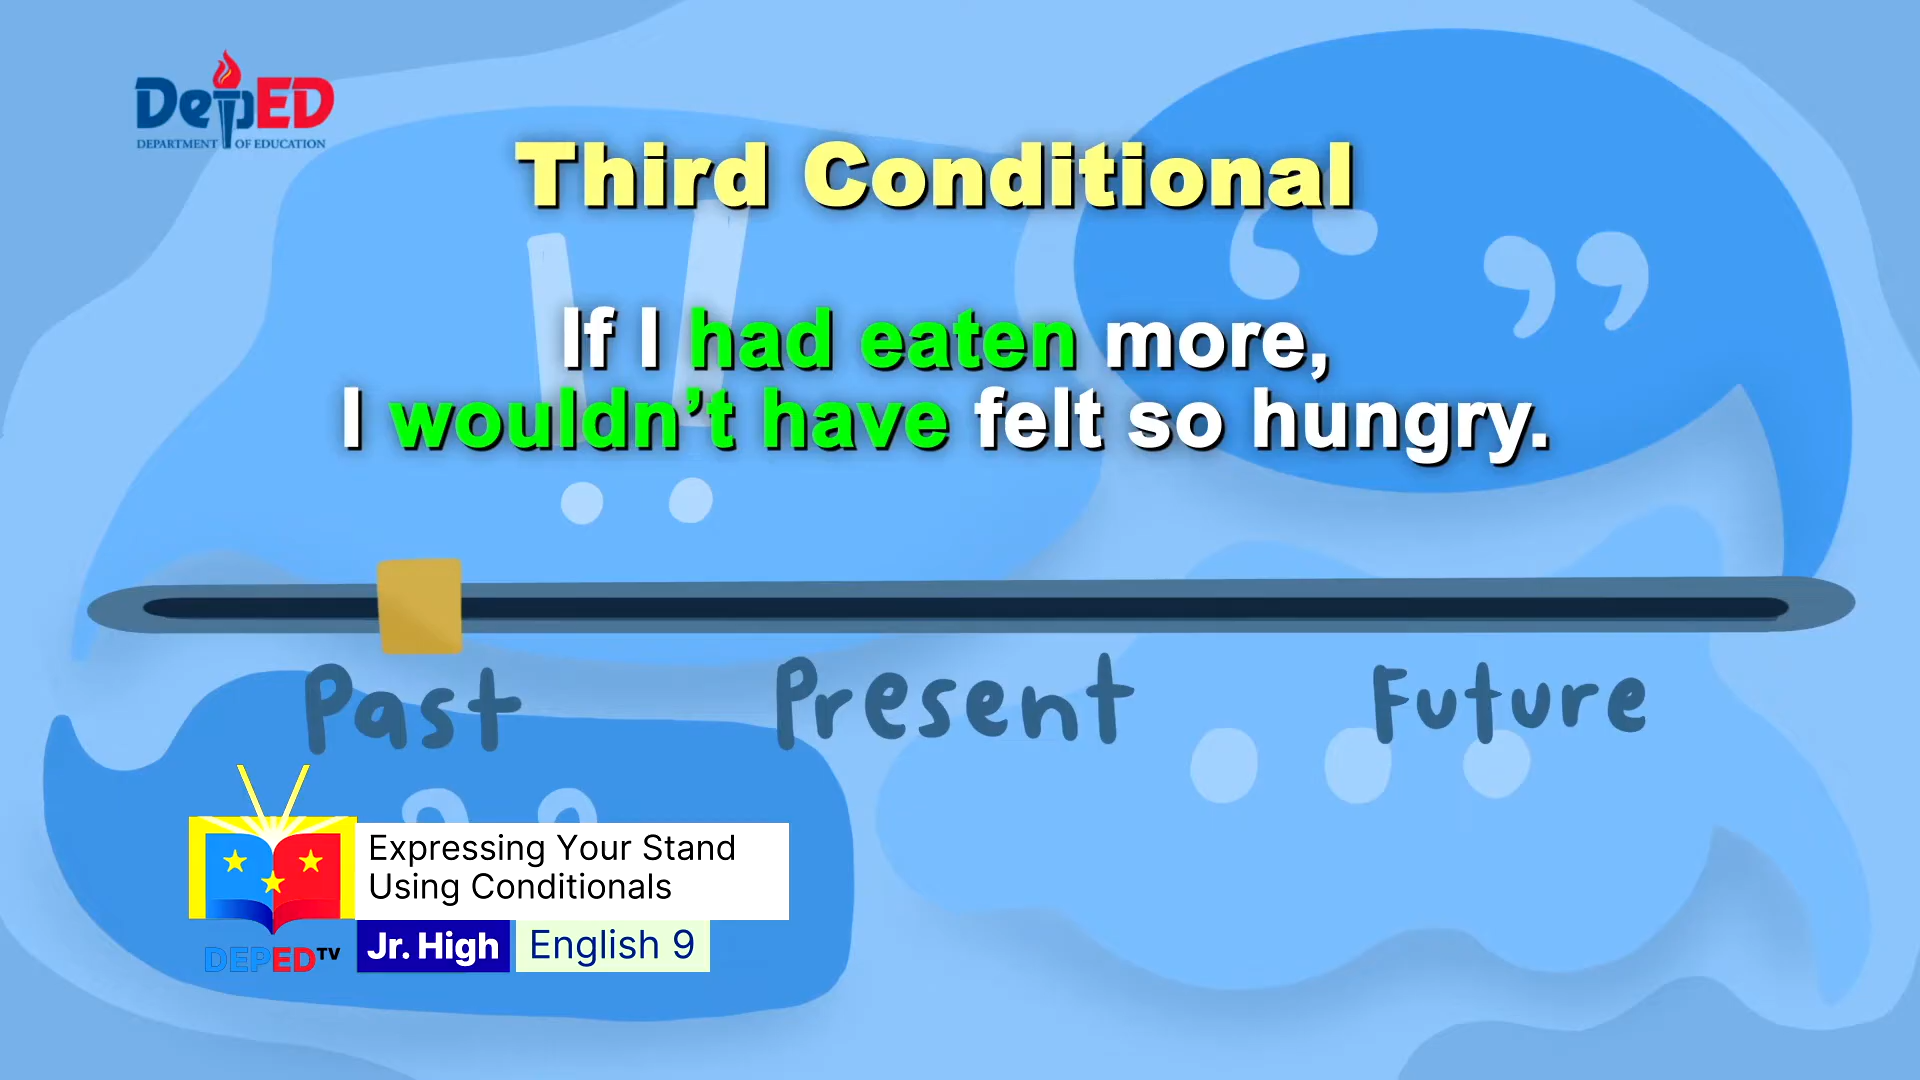 DepED
DEPARTMENT OF EDUCATION
Third Conditional
If I had eaten more,
I wouldn't have felt so hungry.
Past Present Future
Expressing Your Stand
Using Conditionals
DEPED TV
Jr. High English 9